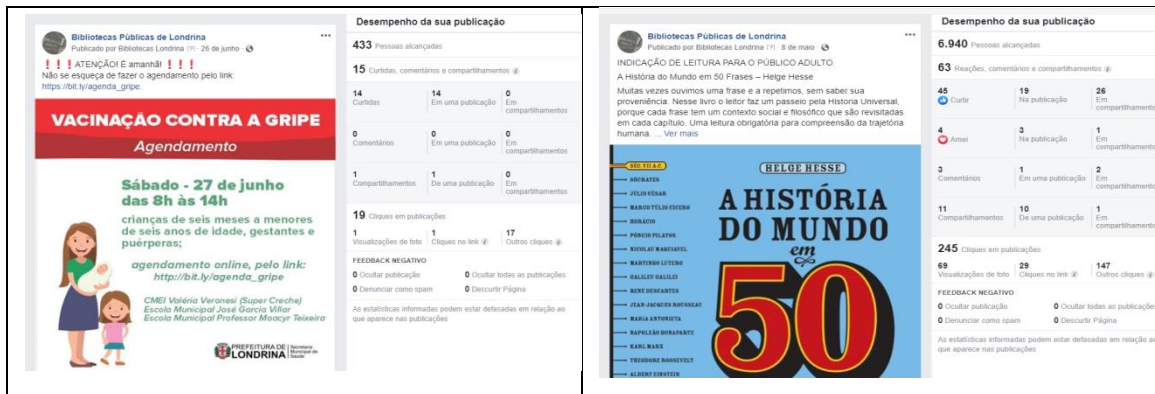 Bibliotecas Públicas de Londrina
Publicado por Bibliotecas Londrina [?] · 26 de junho ·
❗❗❗ATENÇÃO! É amanhã! ❗❗❗
Não se esqueça de fazer o agendamento pelo link:
https://bit.ly/agenda_gripe.
VACINAÇÃO CONTRA A GRIPE
Agendamento
Sábado - 27 de junho
das 8h às 14h
crianças de seis meses a menores
de seis anos de idade, gestantes e
puérperas;
agendamento online, pelo link:
http://bit.ly/agenda_gripe
CMEI Valéria Veronesi (Super Creche)
Escola Municipal José Garcia Villar
Escola Municipal Professor Moacyr Teixeira
PREFEITURA DE LONDRINA
Secretaria Municipal de Saúde
Desempenho da sua publicação
433 Pessoas alcançadas
15 Curtidas, comentários e compartilhamentos
14 Curtidas
14 Em uma publicação
0 Em compartilhamentos
0 Comentários
0 Em uma publicação
0 Em compartilhamentos
1 Compartilhamentos
1 De uma publicação
0 Em compartilhamentos
19 Cliques em publicações
1 Visualizações de foto
1 Cliques no link
17 Outros cliques
FEEDBACK NEGATIVO
0 Ocultar publicação
0 Ocultar todas as publicações
0 Denunciar como spam
0 Descurtir Página
As estatísticas informadas podem estar defasadas em relação ao
que aparece nas publicações
Bibliotecas Públicas de Londrina
Publicado por Bibliotecas Londrina [?] · 8 de maio ·
INDICAÇÃO DE LEITURA PARA O PÚBLICO ADULTO
A História do Mundo em 50 Frases – Helge Hesse
Muitas vezes ouvimos uma frase e a repetimos, sem saber sua
proveniência. Nesse livro o leitor faz um passeio pela Historia Universal,
porque cada frase tem um contexto social e filosófico que são revisitadas
em cada capítulo. Uma leitura obrigatória para compreensão da trajetória
humana. ... Ver mais
SÉC. VII A.C.
SÓCRATES
JÚLIO CÉSAR
MARCO TÚLIO CÍCERO
HORÁCIO
PÔNCIO PILATOS
NICOLAU MAQUIAVEL
MARTINHO LUTERO
GALILEU GALILEI
RENÉ DESCARTES
JEAN-JACQUES ROUSSEAU
MARIA ANTONIETA
NAPOLEÃO BONAPARTE
KARL MARX
THEODORE ROOSEVELT
ALBERT EINSTEIN
HELGE HESSE
A HISTÓRIA
DO MUNDO
em
50
Desempenho da sua publicação
6.940 Pessoas alcançadas
63 Reações, comentários e compartilhamentos
45 Curtir
19 Na publicação
26 Em compartilhamentos
4 Amei
3 Na publicação
1 Em compartilhamentos
3 Comentários
1 Em uma publicação
2 Em compartilhamentos
11 Compartilhamentos
10 De uma publicação
1 Em compartilhamentos
245 Cliques em publicações
69 Visualizações de foto
29 Cliques no link
147 Outros cliques
FEEDBACK NEGATIVO
0 Ocultar publicação
0 Ocultar todas as publicações
0 Denunciar como spam
0 Descurtir Página
As estatísticas informadas podem estar defasadas em relação ao
que aparece nas publicações